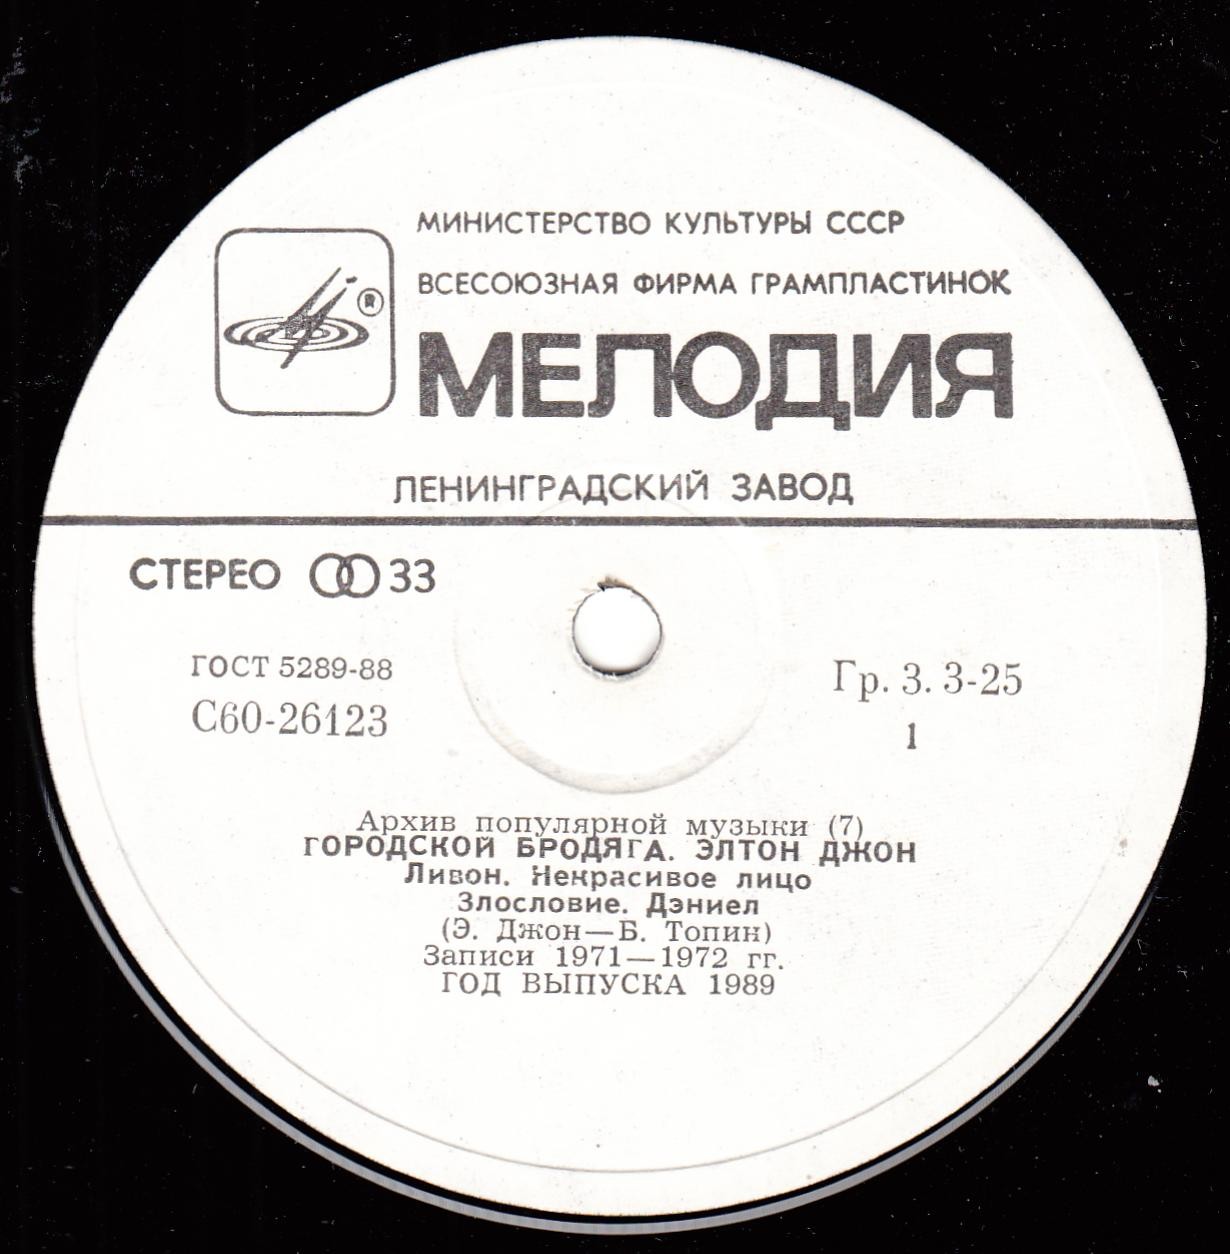 МИНИСТЕРСТВО КУЛЬТУРЫ СССР
ВСЕСОЮЗНАЯ ФИРМА ГРАМПЛАСТИНОК
®
МЕЛОДИЯ
ЛЕНИНГРАДСКИЙ ЗАВОД
СТЕРЕО 33
ГОСТ 5289-88
С60-26123
Гр. 3. 3-25
1
Архив популярной музыки (7)
ГОРОДСКОЙ БРОДЯГА. ЭЛТОН ДЖОН
Ливон. Некрасивое лицо
Злословие. Дэниел
(Э. Джон—Б. Топин)
Записи 1971—1972 гг.
ГОД ВЫПУСКА 1989